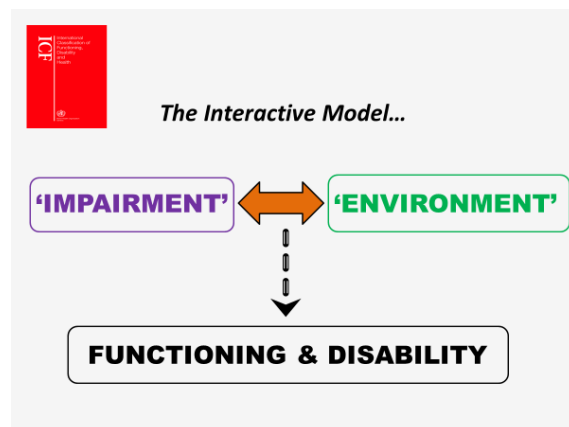 ICF
International
Classification of
Functioning,
Disability
and
Health
The Interactive Model...
‘IMPAIRMENT’
‘ENVIRONMENT’
FUNCTIONING & DISABILITY